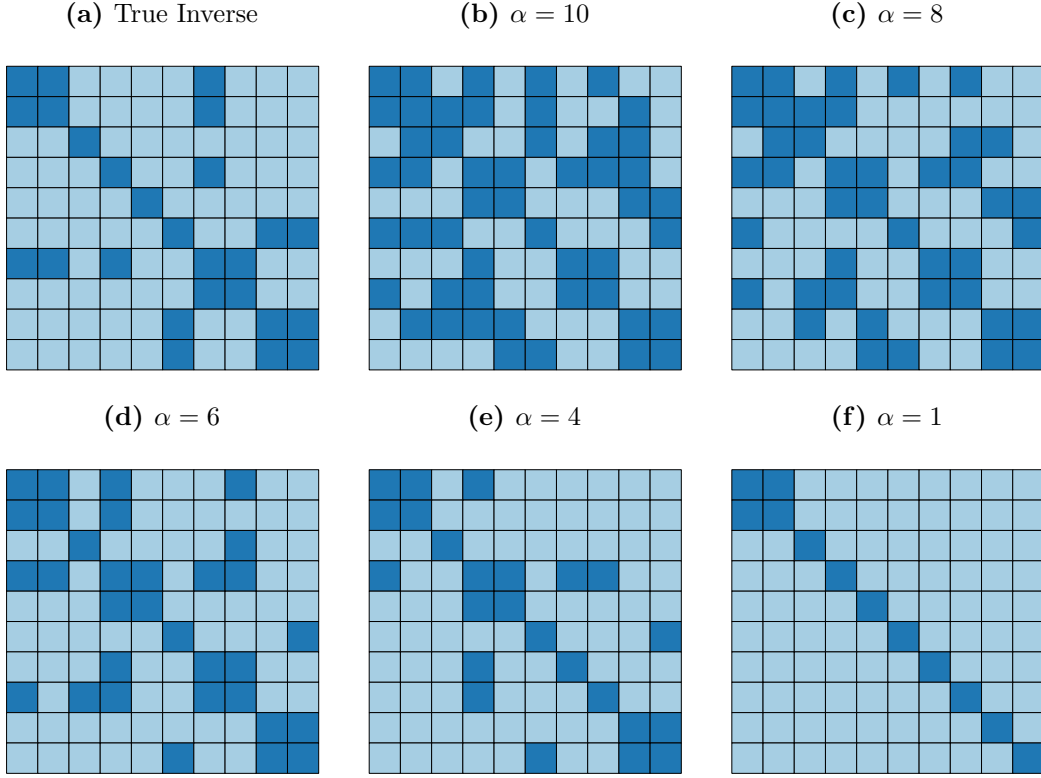 (a) True Inverse
(b) α = 10
(c) α = 8
(d) α = 6
(e) α = 4
(f) α = 1